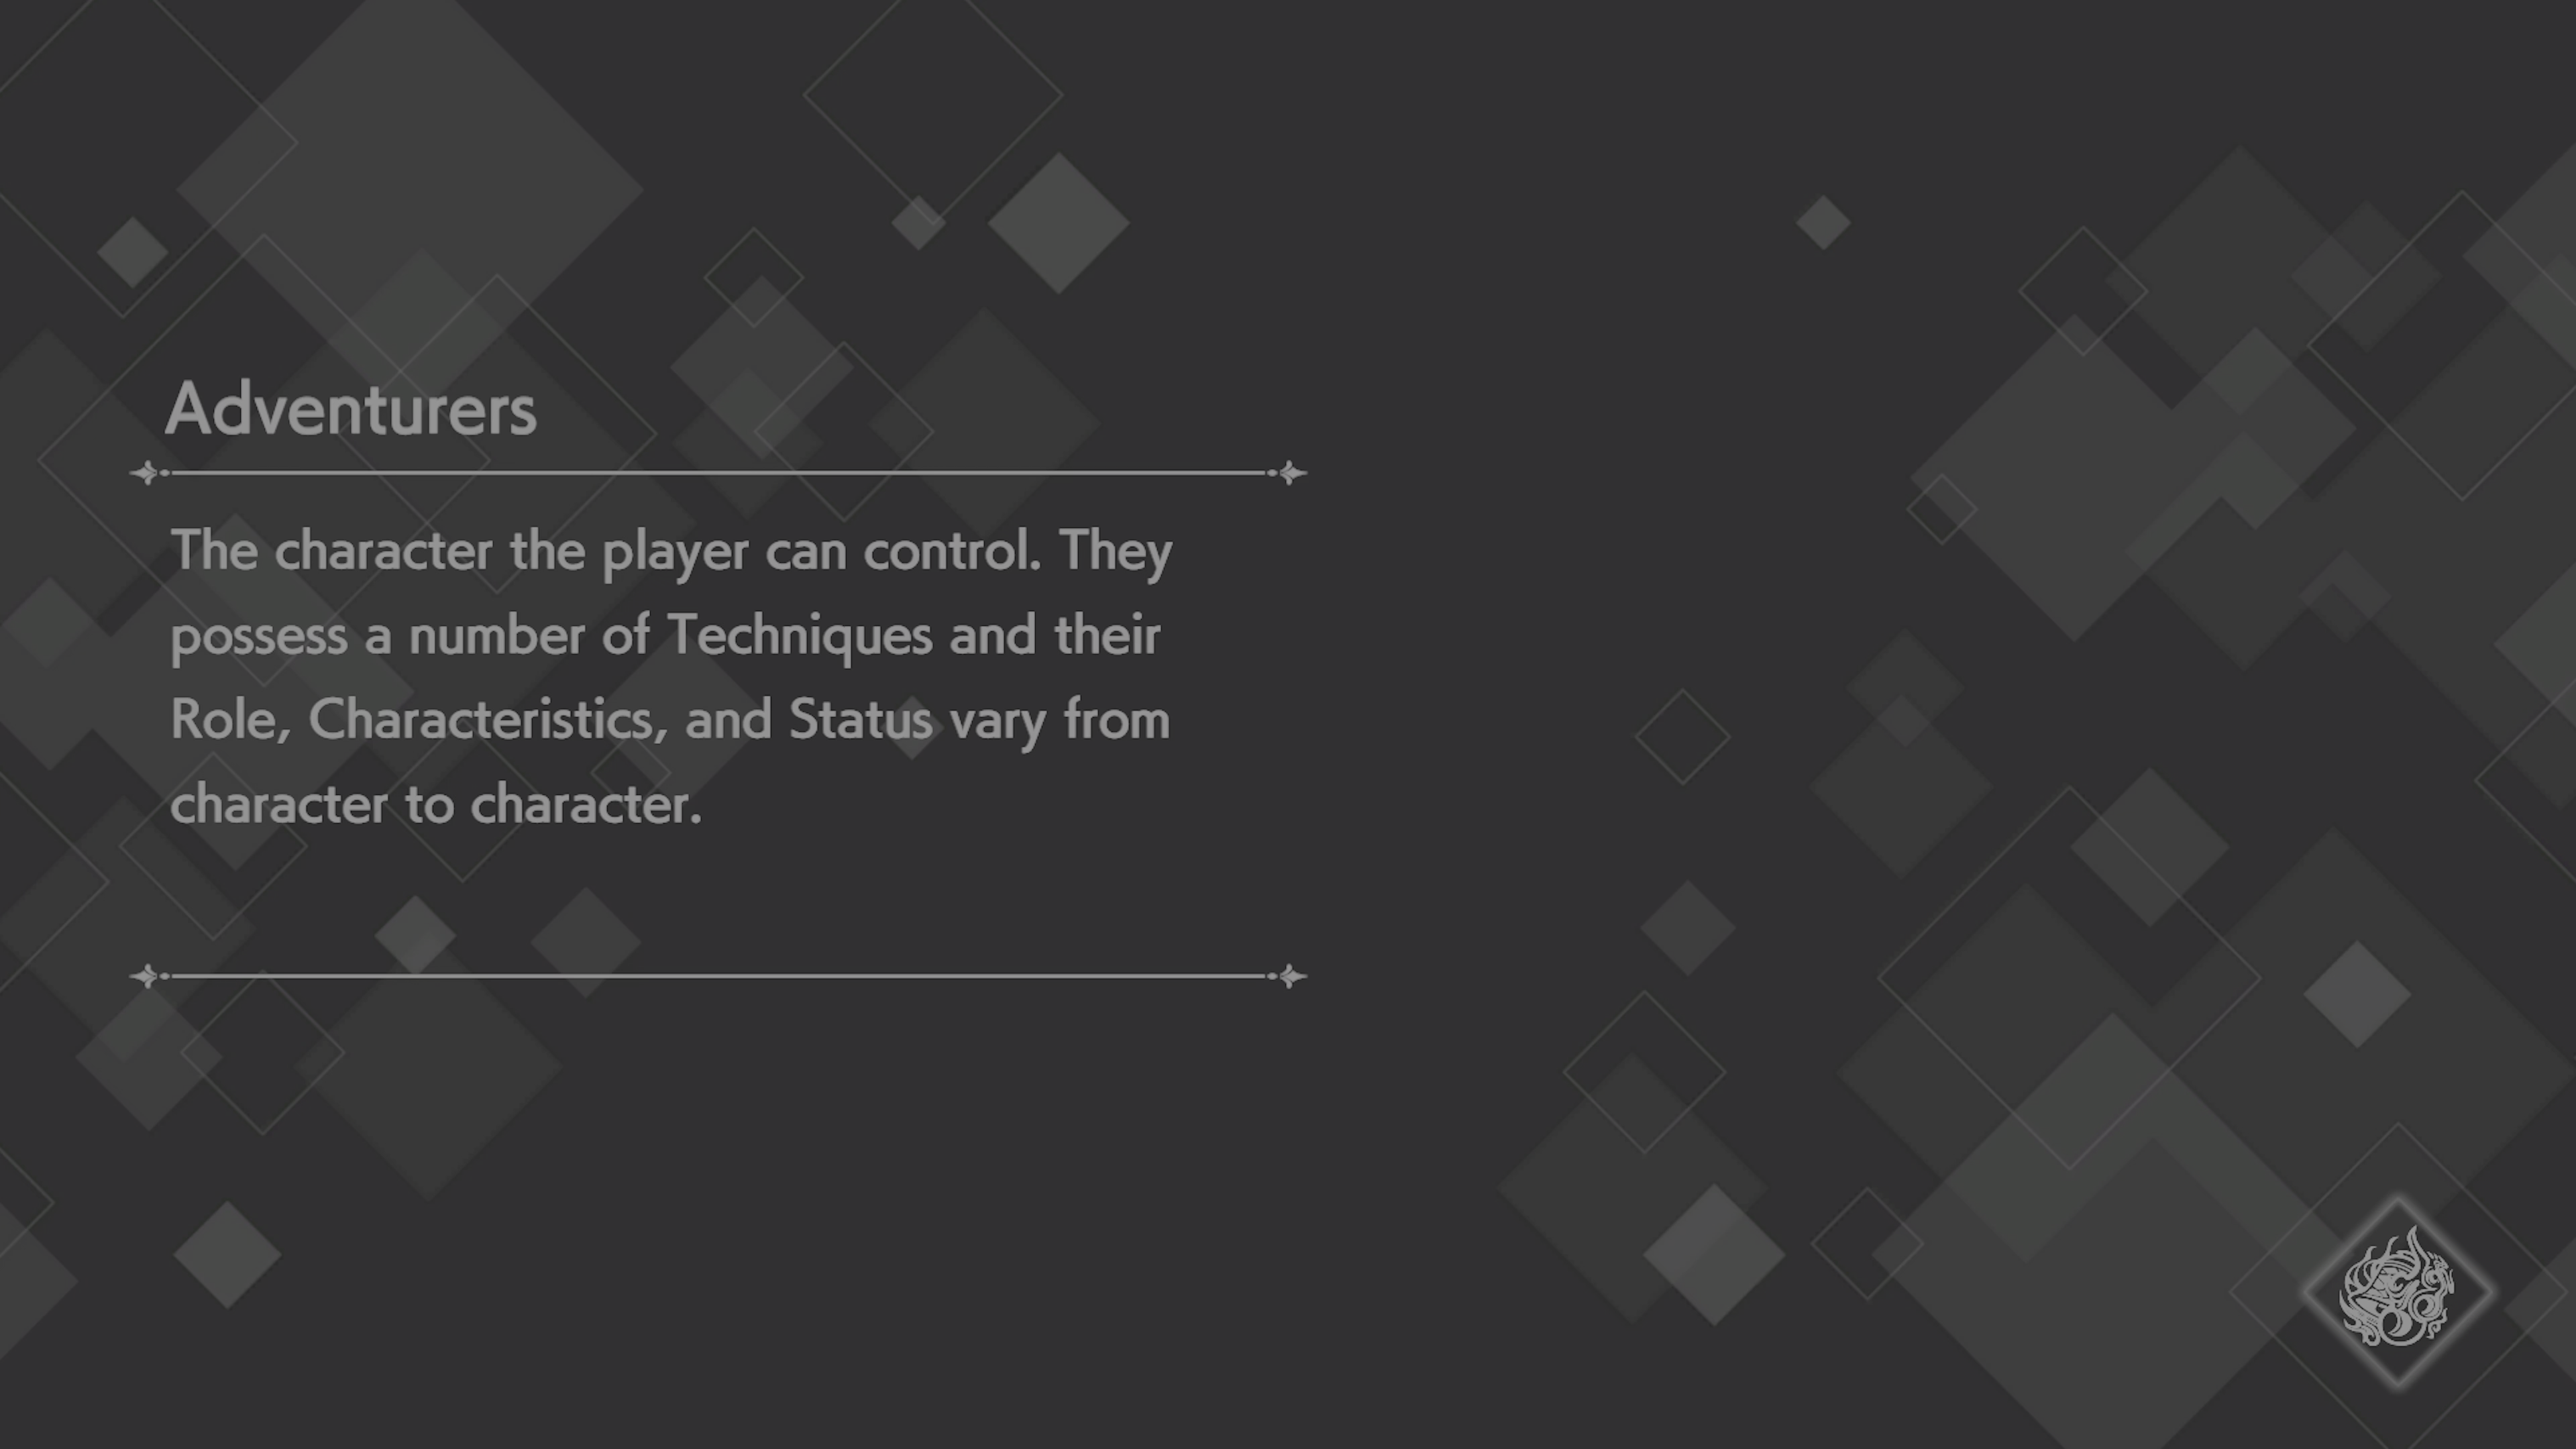 Adventurers
The character the player can control. They
possess a number of Techniques and their
Role, Characteristics, and Status vary from
character to character.